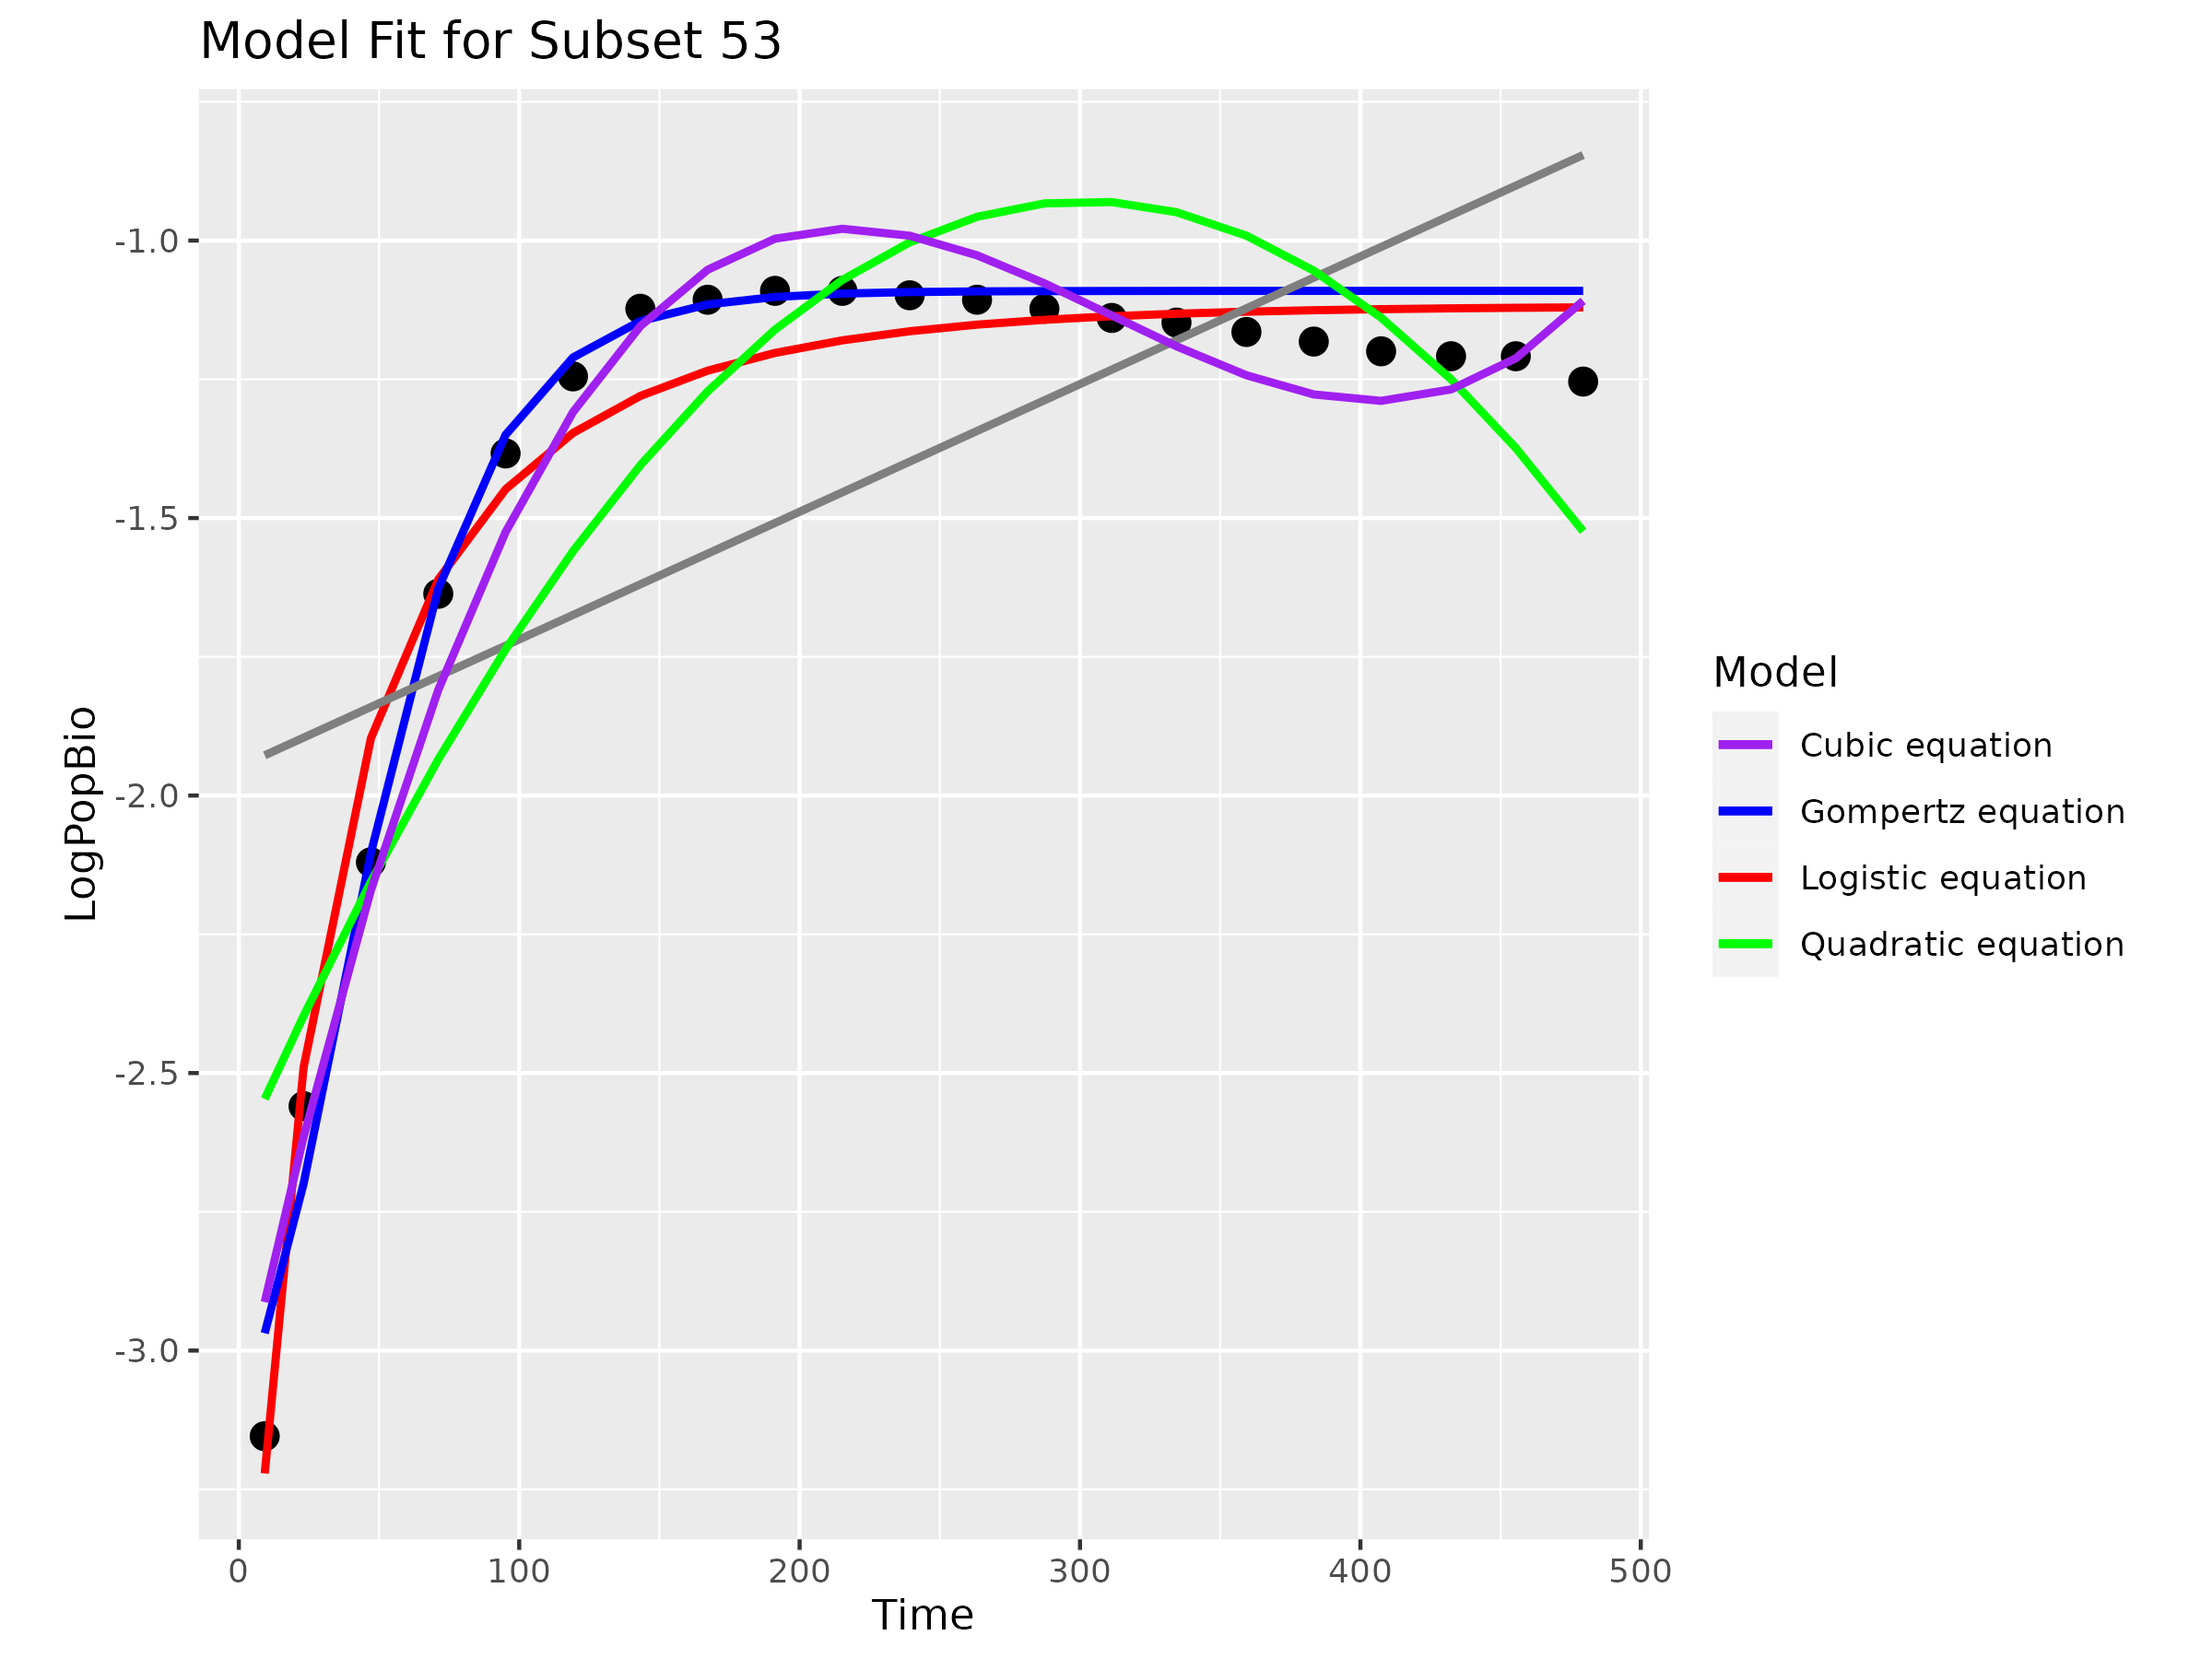 Model Fit for Subset 53
LogPopBio
-1.0
-1.5
-2.0
-2.5
-3.0
0 100 200 300 400 500
Time
Model
Cubic equation
Gompertz equation
Logistic equation
Quadratic equation